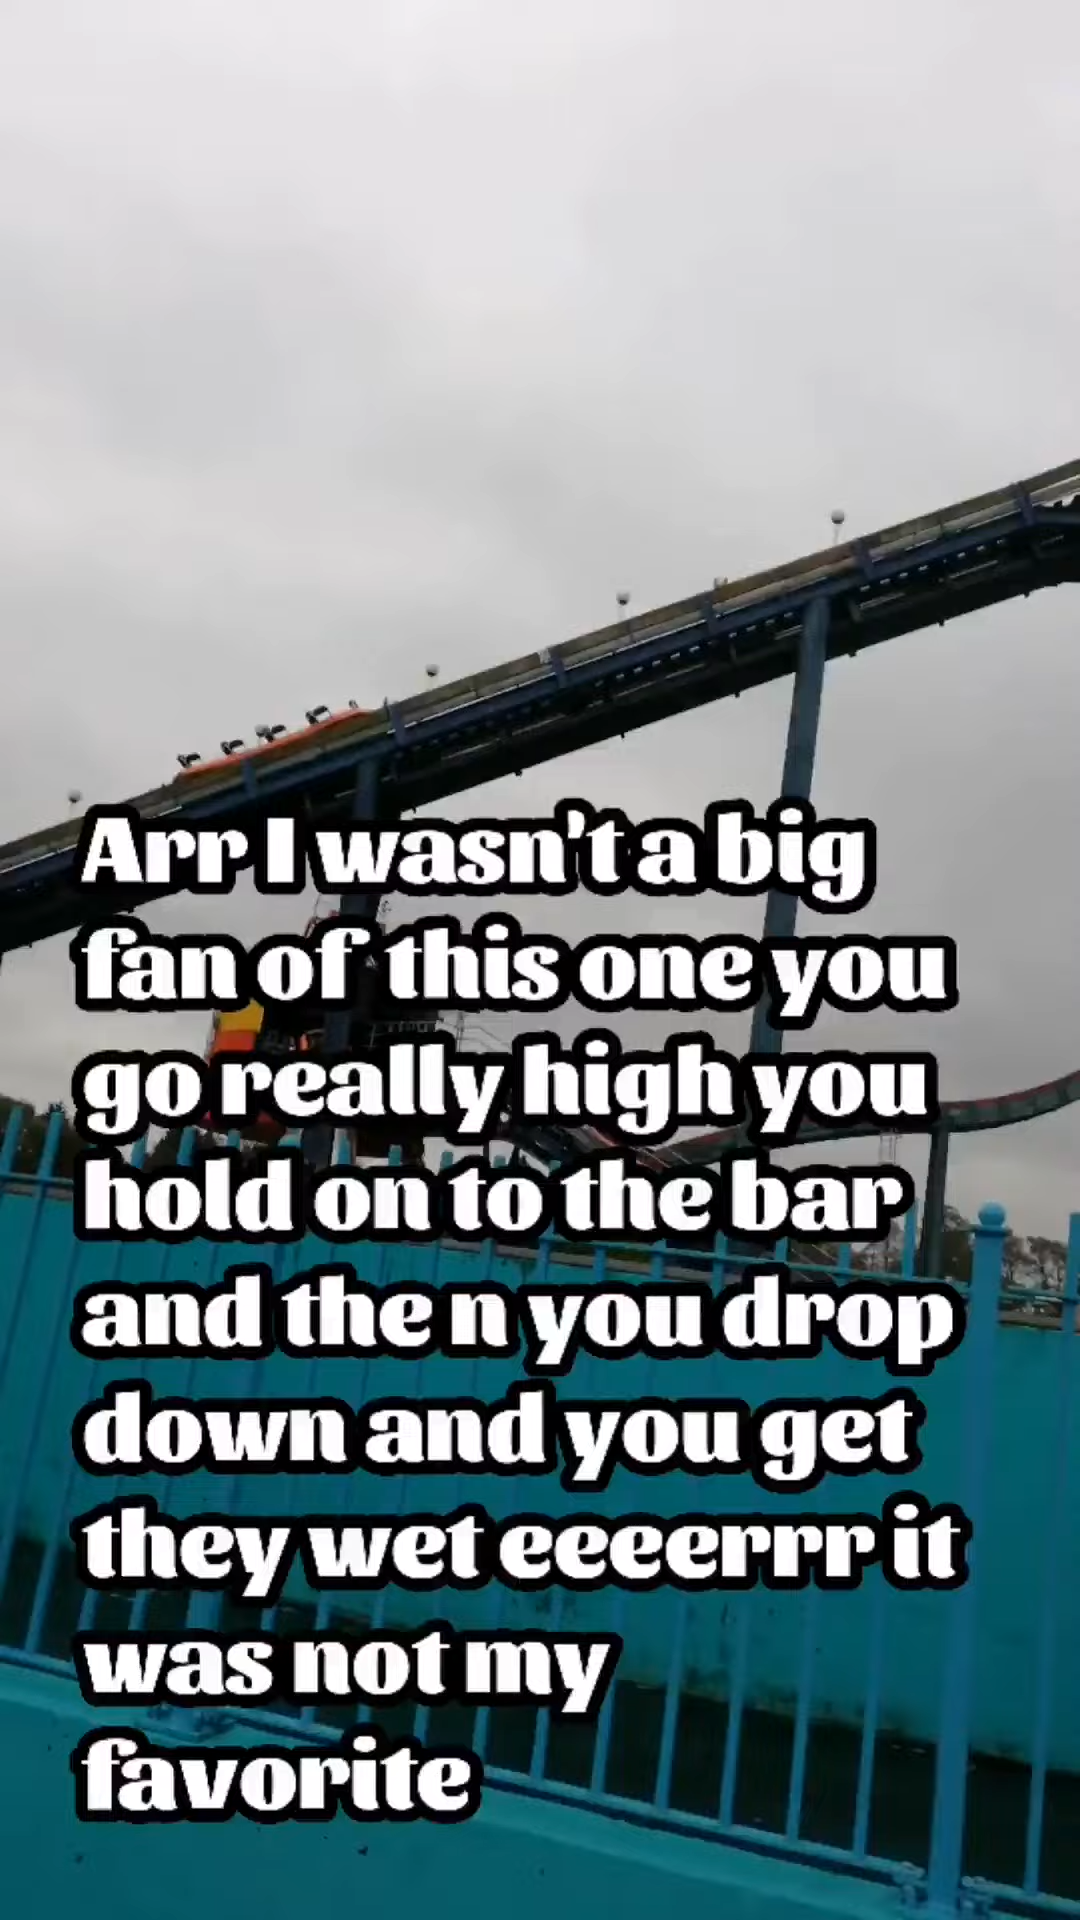 Arr I wasn't a big
fan of this one you
go really high you
hold on to the bar
and the n you drop
down and you get
they wet eeeerrr it
was not my
favorite